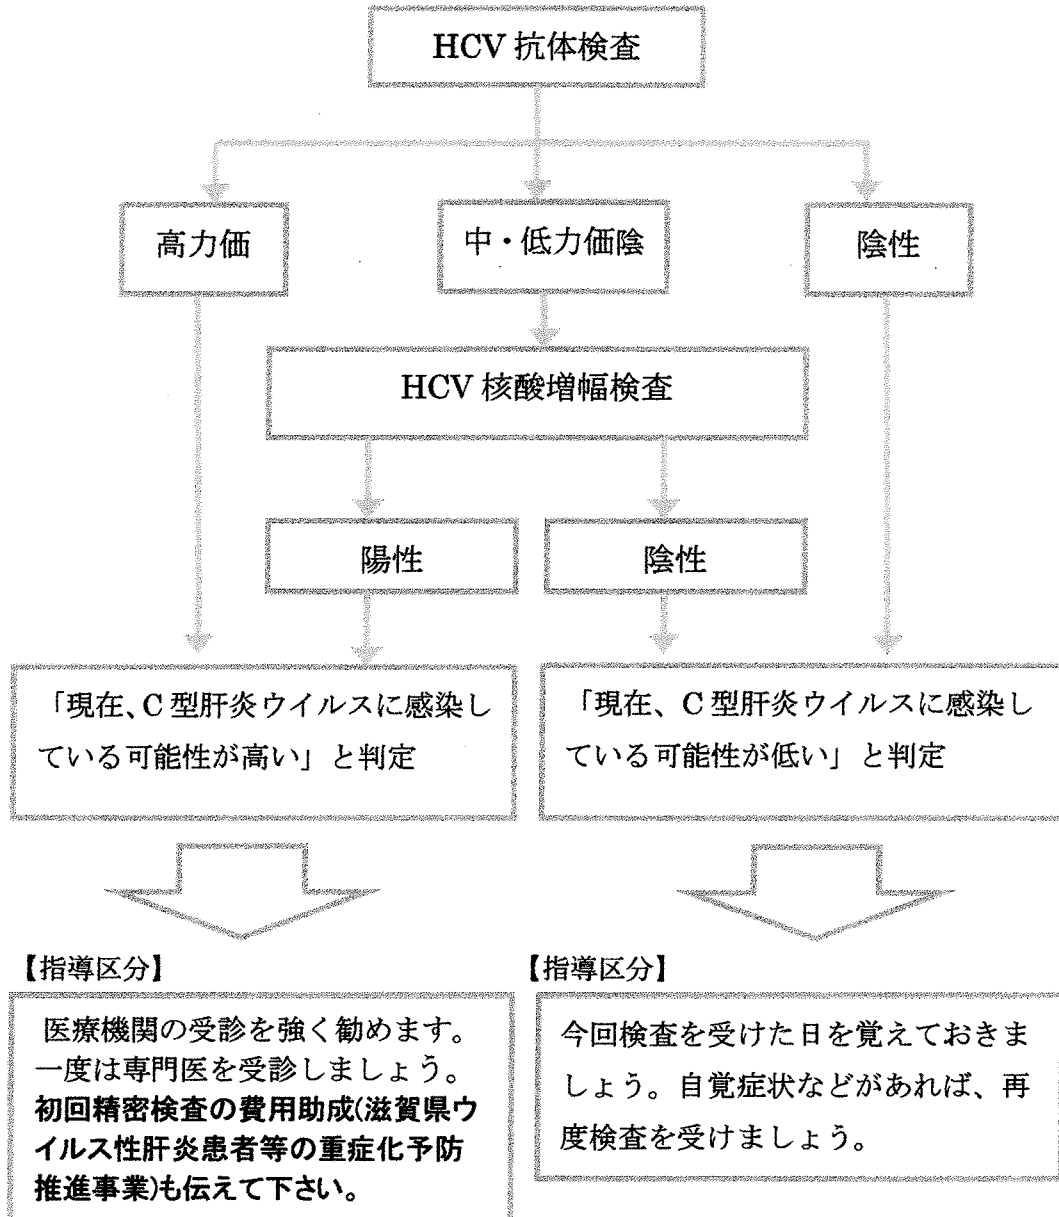 HCV 抗体検査
高力価
中・低力価陰
陰性
HCV 核酸増幅検査
陽性
陰性
「現在、C 型肝炎ウイルスに感染し
ている可能性が高い」と判定
「現在、C 型肝炎ウイルスに感染し
ている可能性が低い」と判定
【指導区分】
医療機関の受診を強く勧めます。
一度は専門医を受診しましょう。
初回精密検査の費用助成(滋賀県ウ
イルス性肝炎患者等の重症化予防
推進事業)も伝えて下さい。
【指導区分】
今回検査を受けた日を覚えておきま
しょう。自覚症状などがあれば、再
度検査を受けましょう。